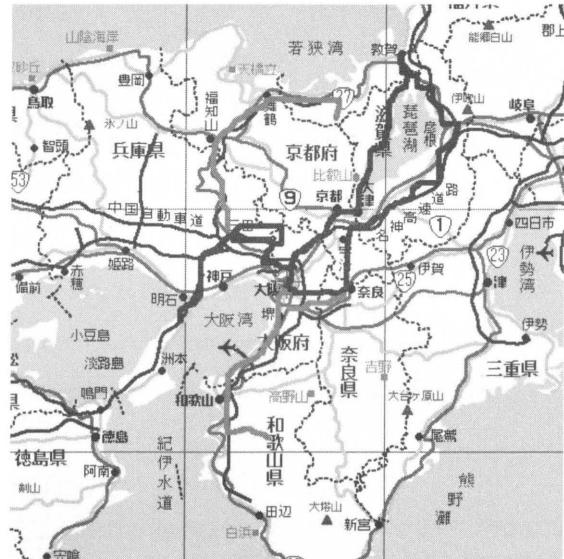 山陰海岸
若狭湾
敦賀
能郷白山
郡上
砂丘
豊岡
天橋立
鳥取
福知山
舞鶴
27
滋賀県
琵琶湖
彦根
伊吹山
岐阜
氷ノ山
智頭
兵庫県
京都府
比叡山
53
9
京都
大津
中国自動車道
三田
名神高速道路
1
四日市
姫路
神戸
大阪
奈良
25
伊賀
23
津
伊勢湾
備前
赤穂
明石
大阪湾
堺
大阪府
小豆島
淡路島
洲本
奈良県
吉野
伊勢
三重県
鳴門
和歌山
高野山
大台ケ原山
徳島
紀伊水道
和歌山県
尾鷲
徳島県
阿南
剣山
熊野灘
田辺
大塔山
新宮
白浜
宍喰